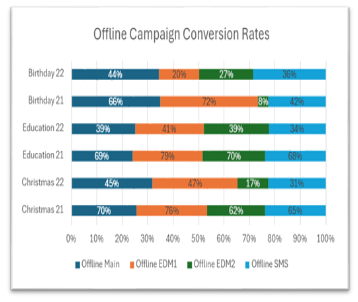 Offline Campaign Conversion Rates
Birthday 22 44% 20% 27% 36%
Birthday 21 66% 72% 8% 42%
Education 22 39% 41% 39% 34%
Education 21 69% 79% 70% 68%
Christmas 22 45% 47% 17% 31%
Christmas 21 70% 76% 62% 65%
0% 10% 20% 30% 40% 50% 60% 70% 80% 90% 100%
Offline Main Offline EDM1 Offline EDM2 Offline SMS